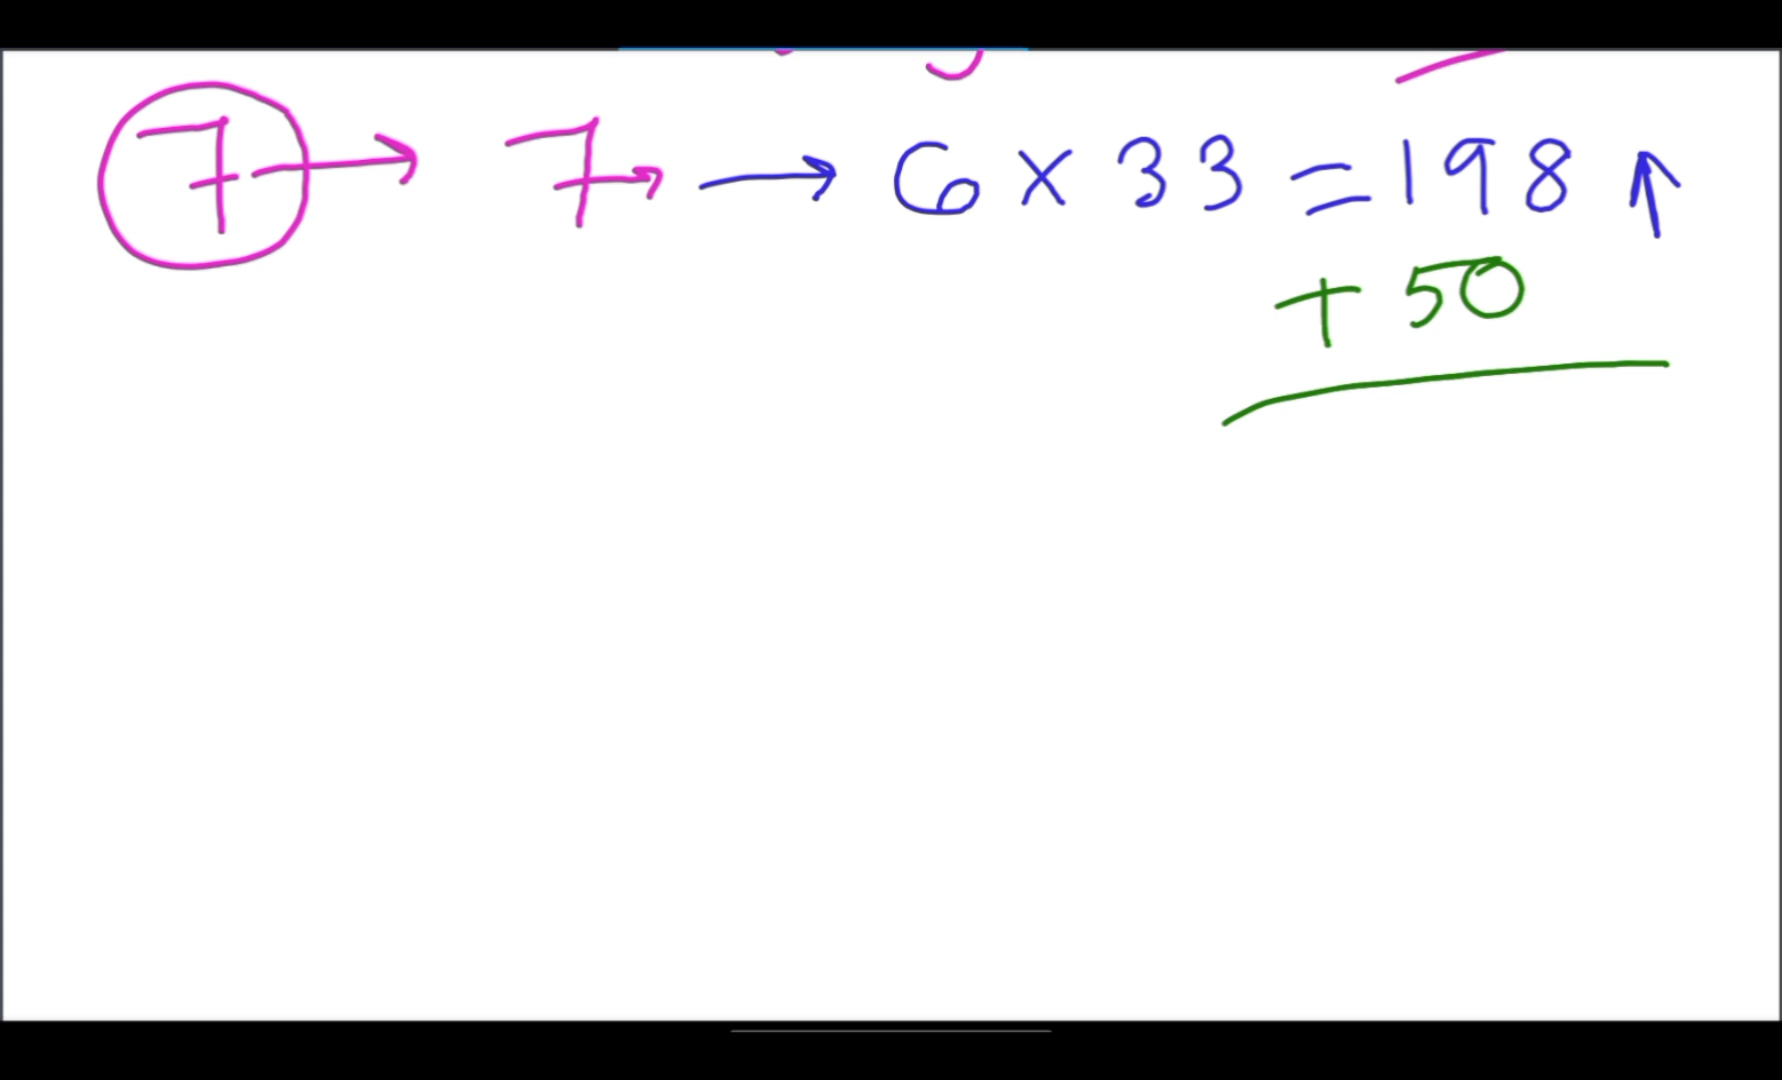 7 → 7 → 6 × 33 = 198 ↑
+ 50